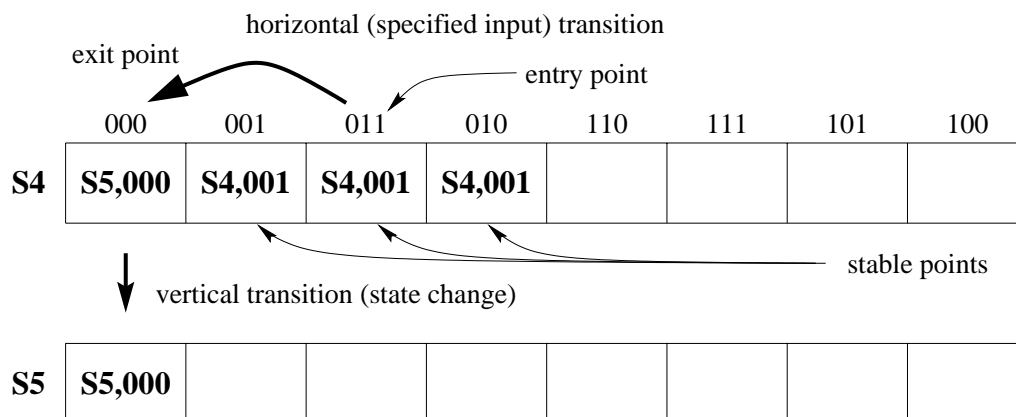 horizontal (specified input) transition
exit point
entry point
000 001 011 010 110 111 101 100
S4 S5,000 S4,001 S4,001 S4,001
stable points
vertical transition (state change)
S5 S5,000